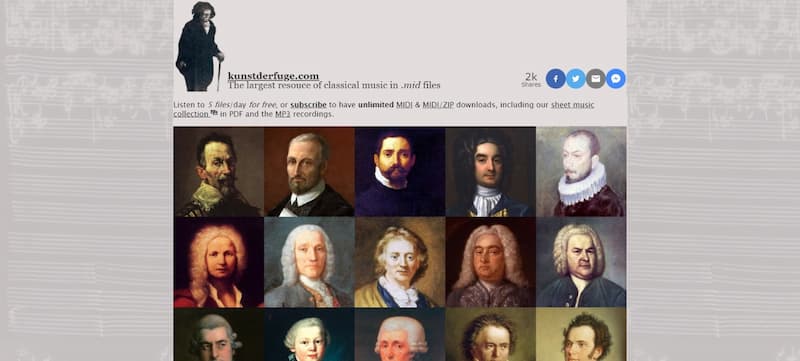 kunstderfuge.com
The largest resouce of classical music in .mid files
2k
Shares
Listen to 5 files/day for free, or subscribe to have unlimited MIDI & MIDI/ZIP downloads, including our sheet music
collection in PDF and the MP3 recordings.